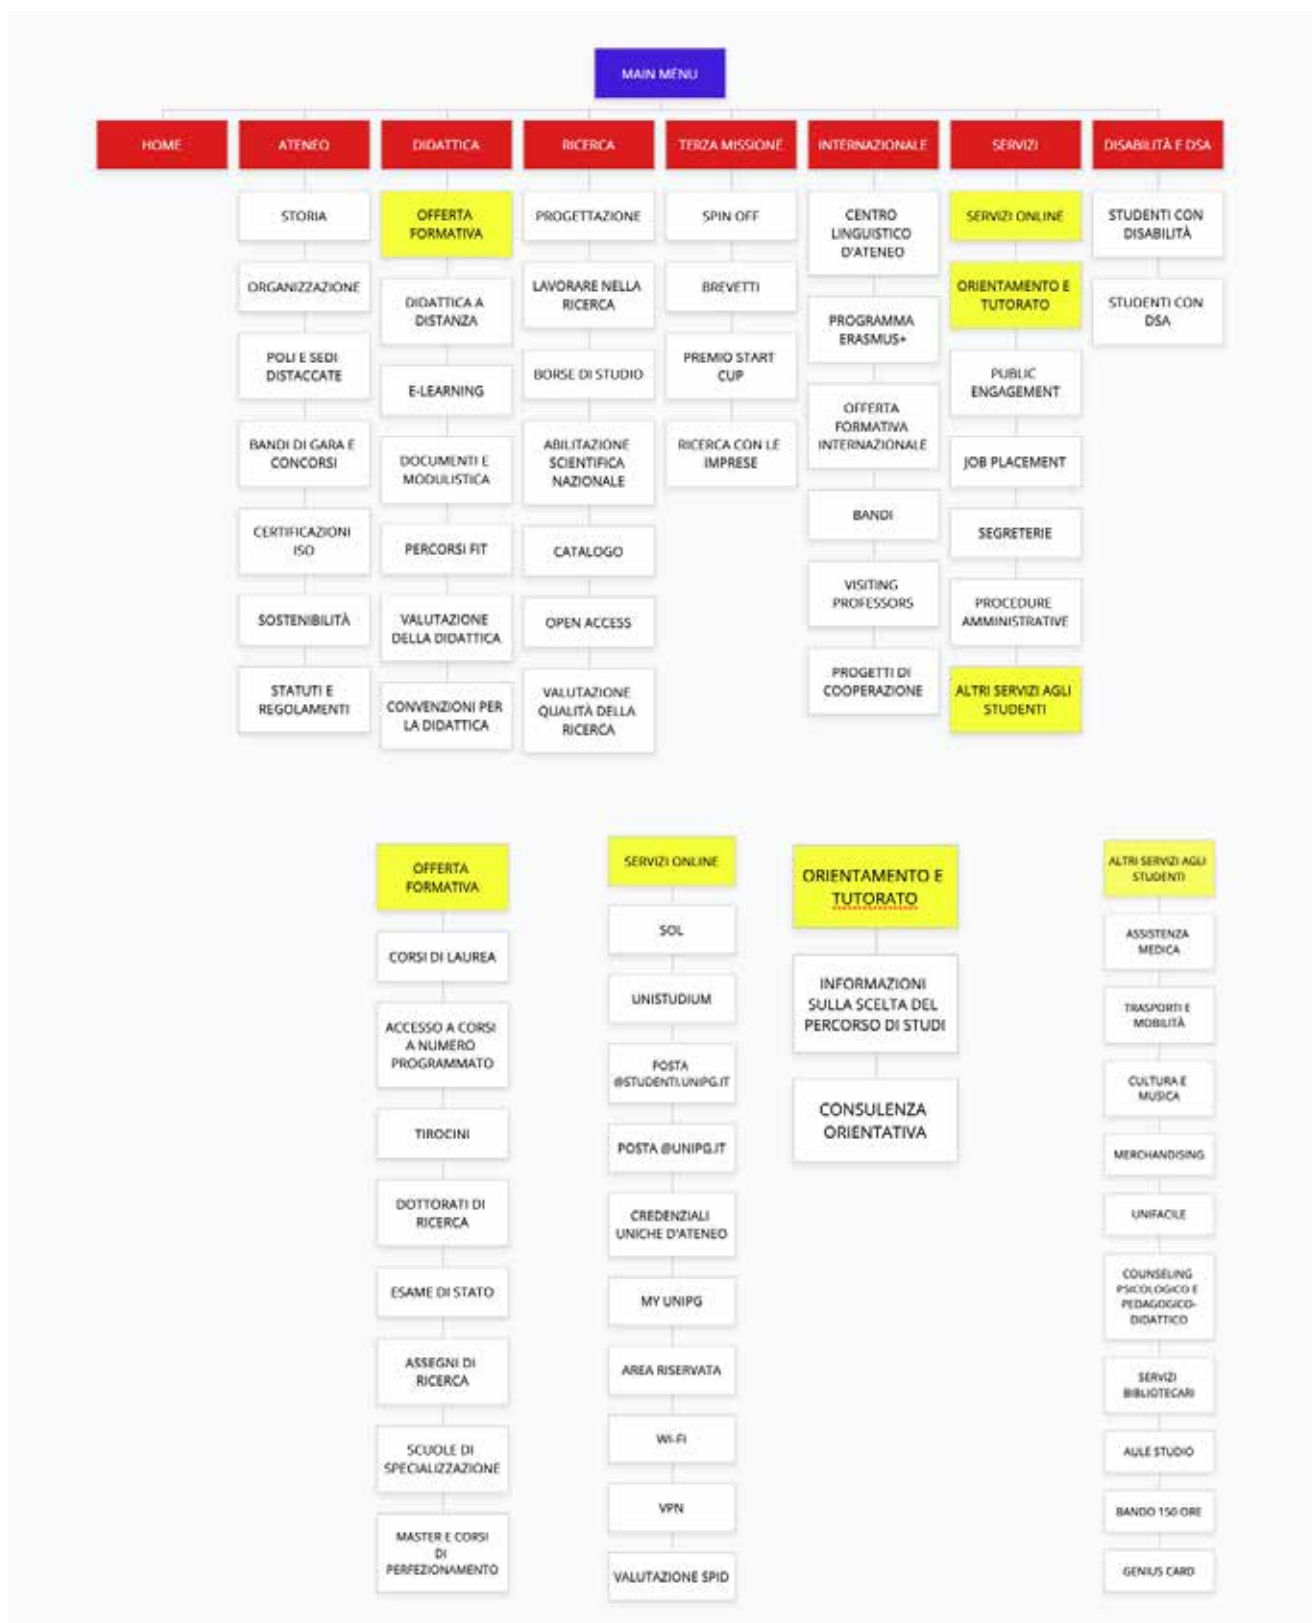 MAIN MENU
HOME
ATENEO
DIDATTICA
RICERCA
TERZA MISSIONE
INTERNAZIONALE
SERVIZI
DISABILITÀ E DSA
STORIA
ORGANIZZAZIONE
POLI E SEDI
DISTACCATE
BANDI DI GARA E
CONCORSI
CERTIFICAZIONI
ISO
SOSTENIBILITÀ
STATUTI E
REGOLAMENTI
OFFERTA
FORMATIVA
DIDATTICA A
DISTANZA
E-LEARNING
DOCUMENTI E
MODULISTICA
PERCORSI FIT
VALUTAZIONE
DELLA DIDATTICA
CONVENZIONI PER
LA DIDATTICA
PROGETTAZIONE
LAVORARE NELLA
RICERCA
BORSE DI STUDIO
ABILITAZIONE
SCIENTIFICA
NAZIONALE
CATALOGO
OPEN ACCESS
VALUTAZIONE
QUALITÀ DELLA
RICERCA
SPIN OFF
BREVETTI
PREMIO START
CUP
RICERCA CON LE
IMPRESE
CENTRO
LINGUISTICO
D'ATENEO
PROGRAMMA
ERASMUS+
OFFERTA
FORMATIVA
INTERNAZIONALE
BANDI
VISITING
PROFESSORS
PROGETTI DI
COOPERAZIONE
SERVIZI ONLINE
ORIENTAMENTO E
TUTORATO
PUBLIC
ENGAGEMENT
JOB PLACEMENT
SEGRETERIE
PROCEDURE
AMMINISTRATIVE
ALTRI SERVIZI AGLI
STUDENTI
STUDENTI CON
DISABILITÀ
STUDENTI CON
DSA
OFFERTA
FORMATIVA
CORSI DI LAUREA
ACCESSO A CORSI
A NUMERO
PROGRAMMATO
TIROCINI
DOTTORATI DI
RICERCA
ESAME DI STATO
ASSEGNI DI
RICERCA
SCUOLE DI
SPECIALIZZAZIONE
MASTER E CORSI
DI
PERFEZIONAMENTO
SERVIZI ONLINE
SOL
UNISTUDIUM
POSTA
@STUDENTI.UNIPG.IT
POSTA @UNIPG.IT
CREDENZIALI
UNICHE D'ATENEO
MY UNIPG
AREA RISERVATA
WI-FI
VPN
VALUTAZIONE SPID
ORIENTAMENTO E
TUTORATO
INFORMAZIONI
SULLA SCELTA DEL
PERCORSO DI STUDI
CONSULENZA
ORIENTATIVA
ALTRI SERVIZI AGLI
STUDENTI
ASSISTENZA
MEDICA
TRASPORTI E
MOBILITÀ
CULTURA E
MUSICA
MERCHANDISING
UNIFACILE
COUNSELING
PSICOLOGICO E
PEDAGOGICO-
DIDATTICO
SERVIZI
BIBLIOTECARI
AULE STUDIO
BANDO 150 ORE
GENIUS CARD